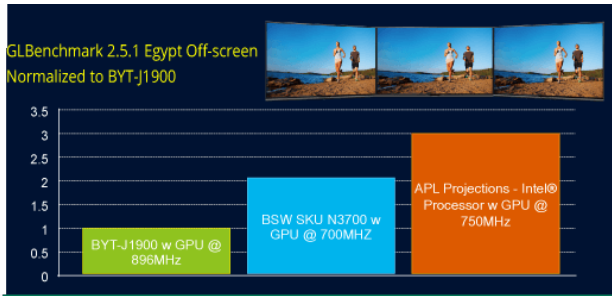 GLBenchmark 2.5.1 Egypt Off-screen
Normalized to BYT-J1900
3.5
3
2.5
2
1.5
1
0.5
0
BYT-J1900 w GPU @
896MHz
BSW SKU N3700 w
GPU @ 700MHZ
APL Projections - Intel®
Processor w GPU @
750MHz